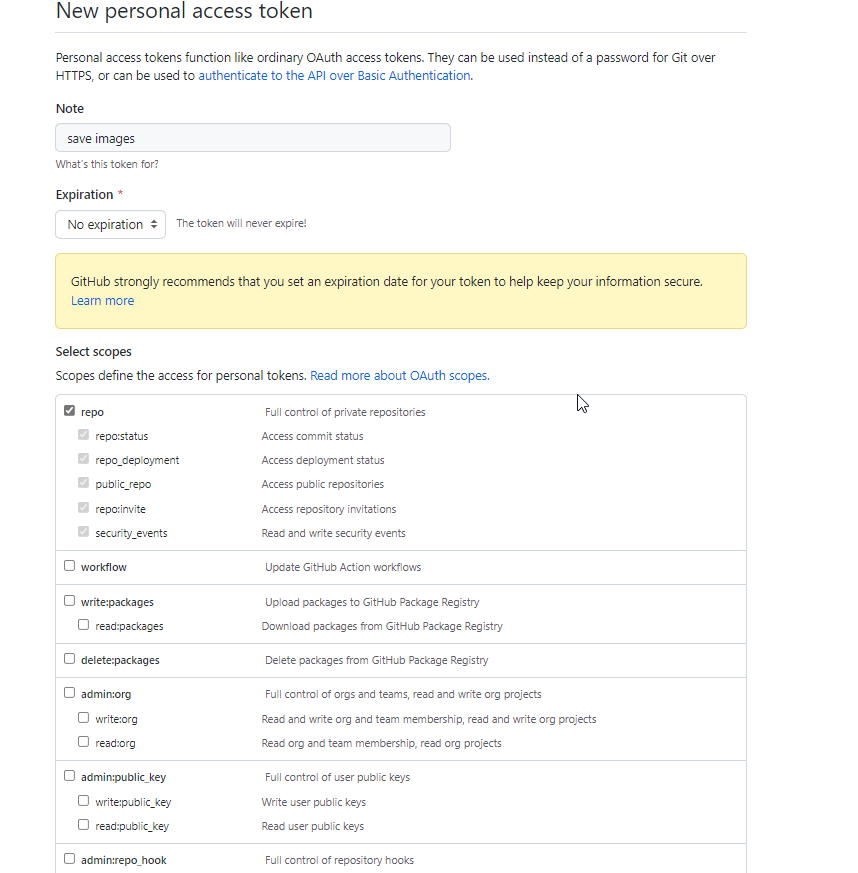 New personal access token
Personal access tokens function like ordinary OAuth access tokens. They can be used instead of a password for Git over
HTTPS, or can be used to authenticate to the API over Basic Authentication.
Note
save images
What's this token for?
Expiration *
No expiration The token will never expire!
GitHub strongly recommends that you set an expiration date for your token to help keep your information secure.
Learn more
Select scopes
Scopes define the access for personal tokens. Read more about OAuth scopes.
repo Full control of private repositories
repo:status Access commit status
repo_deployment Access deployment status
public_repo Access public repositories
repo:invite Access repository invitations
security_events Read and write security events
workflow Update GitHub Action workflows
write:packages Upload packages to GitHub Package Registry
read:packages Download packages from GitHub Package Registry
delete:packages Delete packages from GitHub Package Registry
admin:org Full control of orgs and teams, read and write org projects
write:org Read and write org and team membership, read and write org projects
read:org Read org and team membership, read org projects
admin:public_key Full control of user public keys
write:public_key Write user public keys
read:public_key Read user public keys
admin:repo_hook Full control of repository hooks